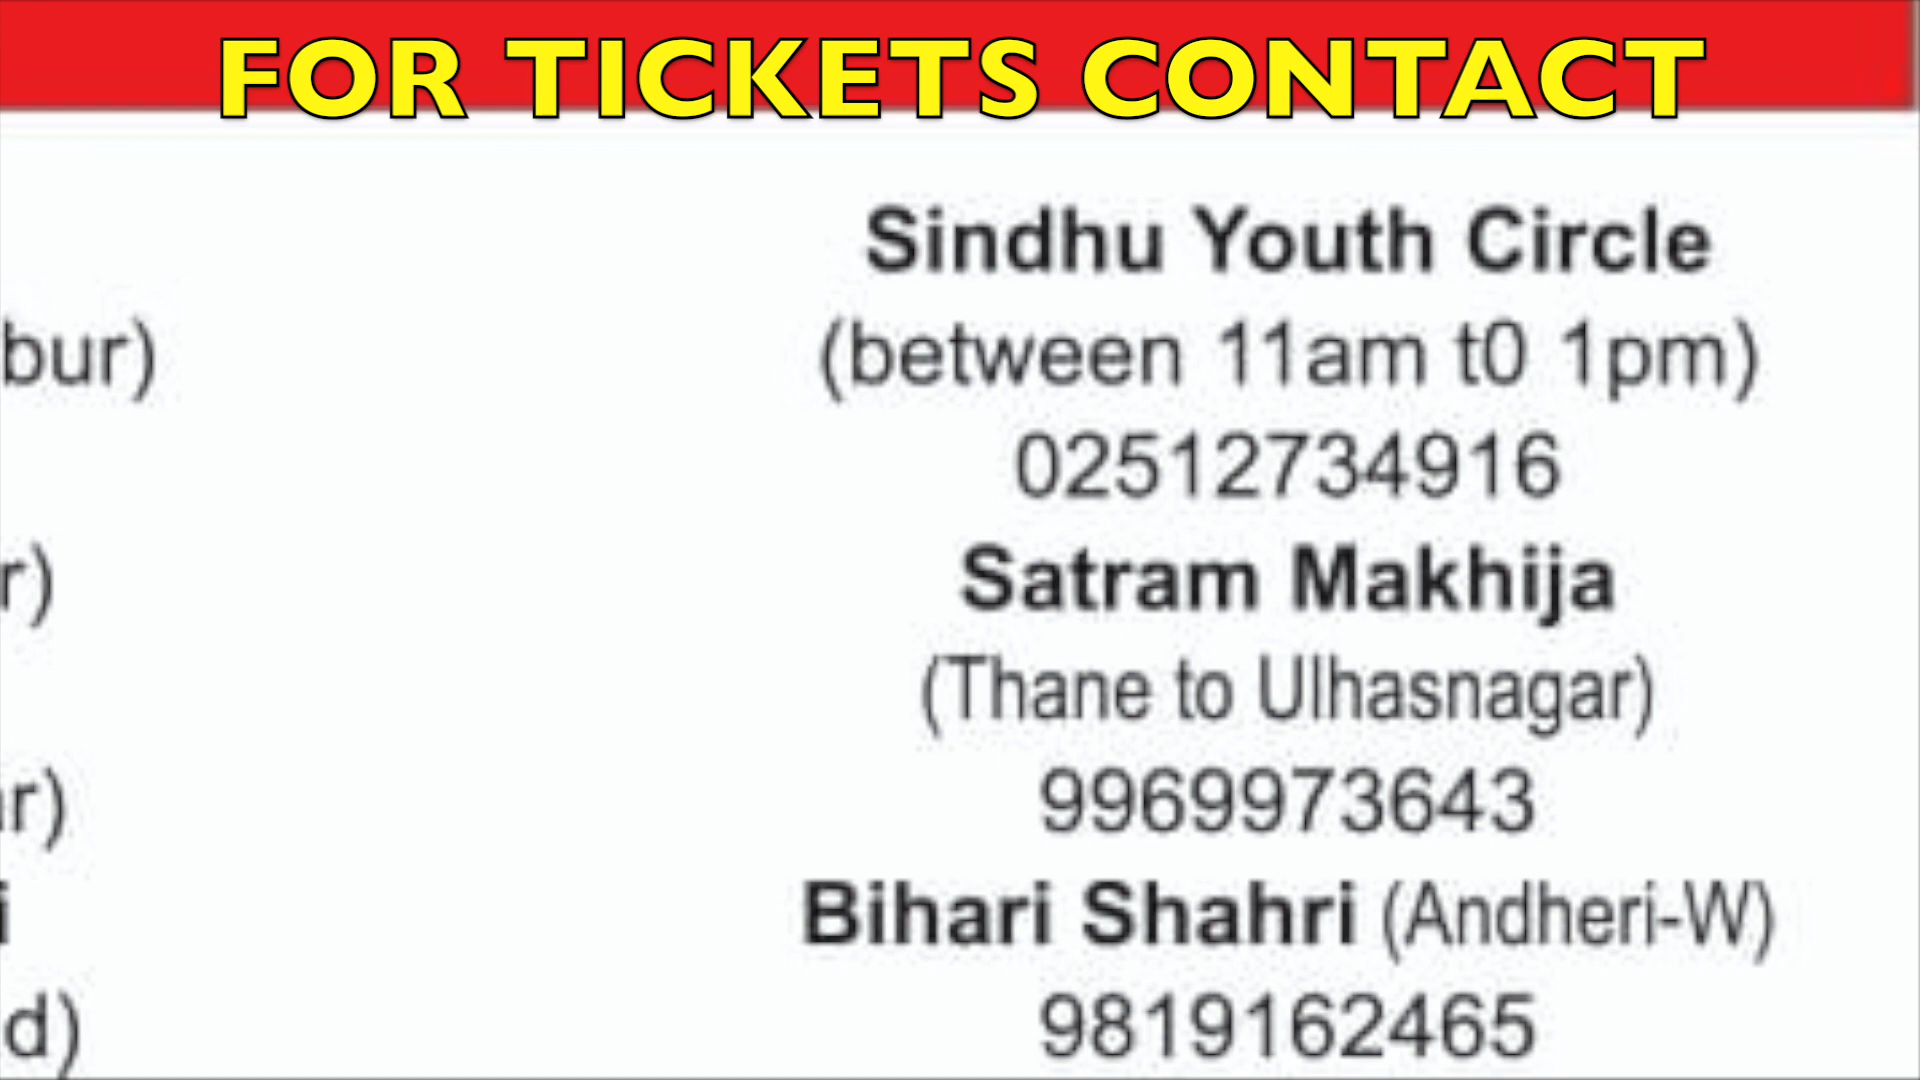 FOR TICKETS CONTACT
Sindhu Youth Circle
bur) (between 11am t0 1pm)
02512734916
Satram Makhija
r) (Thane to Ulhasnagar)
9969973643
r)
Bihari Shahri (Andheri-W)
i
d) 9819162465